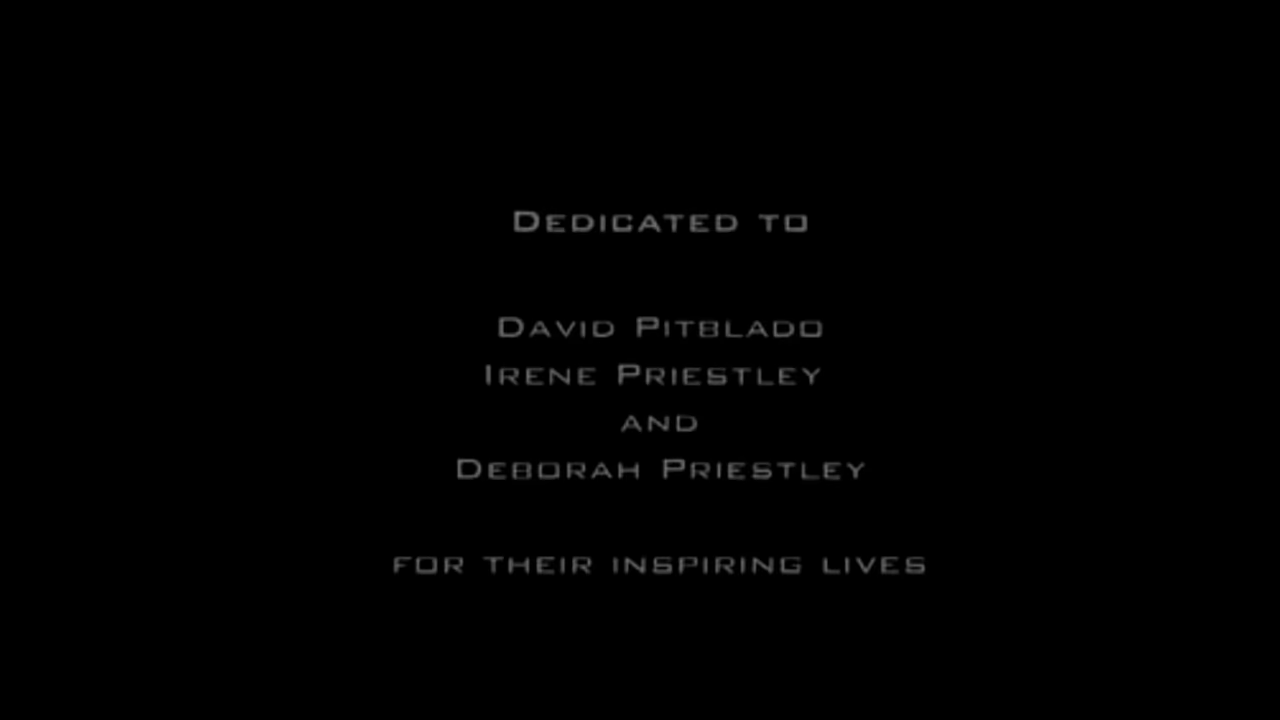 Dedicated to
David Pitblado
Irene Priestley
and
Deborah Priestley
for their inspiring lives